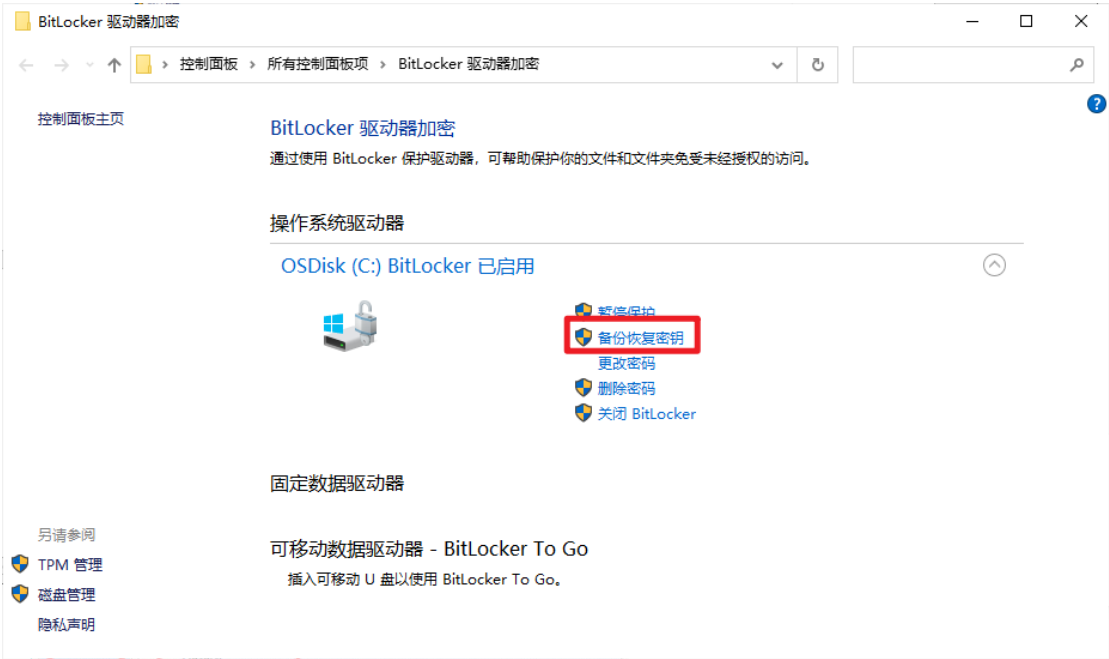 BitLocker 驱动器加密
控制面板 › 所有控制面板项 › BitLocker 驱动器加密
控制面板主页
BitLocker 驱动器加密
通过使用 BitLocker 保护驱动器，可帮助保护你的文件和文件夹免受未经授权的访问。
操作系统驱动器
OSDisk (C:) BitLocker 已启用
暂停保护
备份恢复密钥
更改密码
删除密码
关闭 BitLocker
固定数据驱动器
可移动数据驱动器 - BitLocker To Go
插入可移动 U 盘以使用 BitLocker To Go。
另请参阅
TPM 管理
磁盘管理
隐私声明